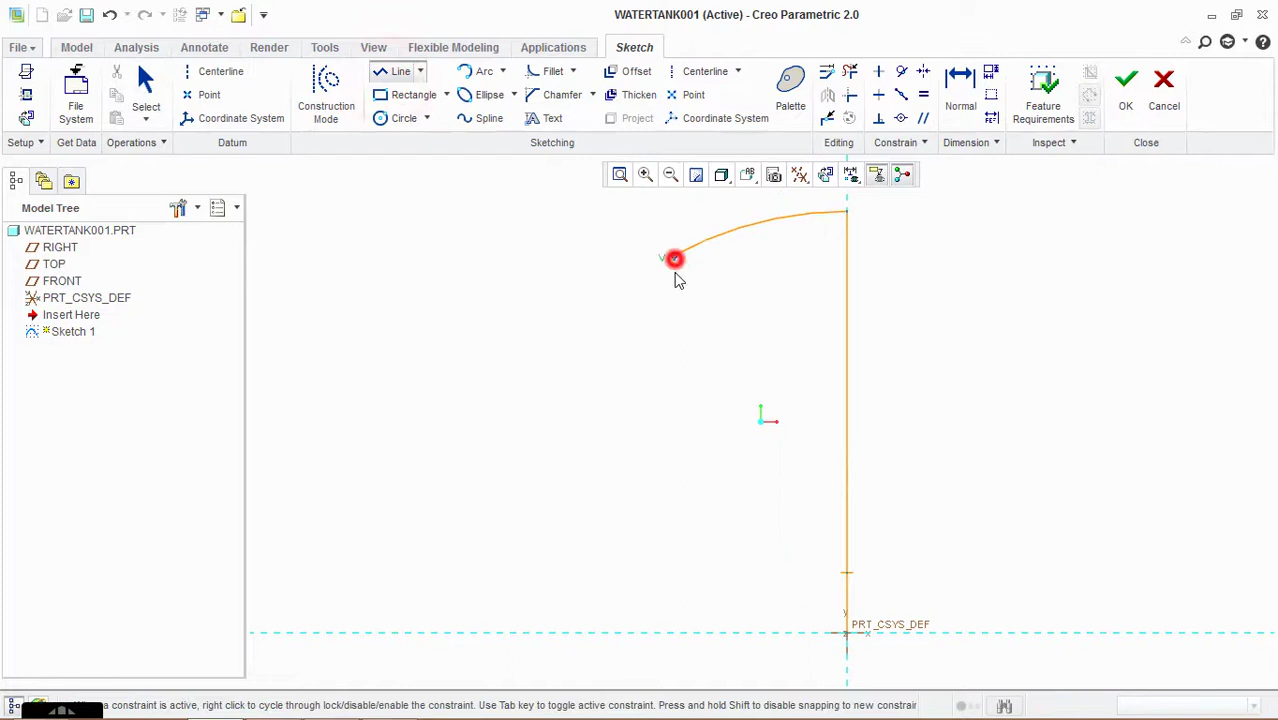 WATERTANK001 (Active) - Creo Parametric 2.0
File Model Analysis Annotate Render Tools View Flexible Modeling Applications Sketch
Centerline Line Arc Fillet Offset Centerline
Point Rectangle Ellipse Chamfer Thicken Point
Coordinate System Circle Spline Text Project Coordinate System
File System Select Construction Mode Palette Normal Feature Requirements OK Cancel
Setup Get Data Operations Datum Sketching Editing Constrain Dimension Inspect Close
Model Tree
WATERTANK001.PRT
RIGHT
TOP
FRONT
PRT_CSYS_DEF
Insert Here
Sketch 1
V
y
PRT_CSYS_DEF
x
a constraint is active, right click to cycle through lock/disable/enable the constraint. Use Tab key to toggle active constraint. Press and hold Shift to disable snapping to new constrain